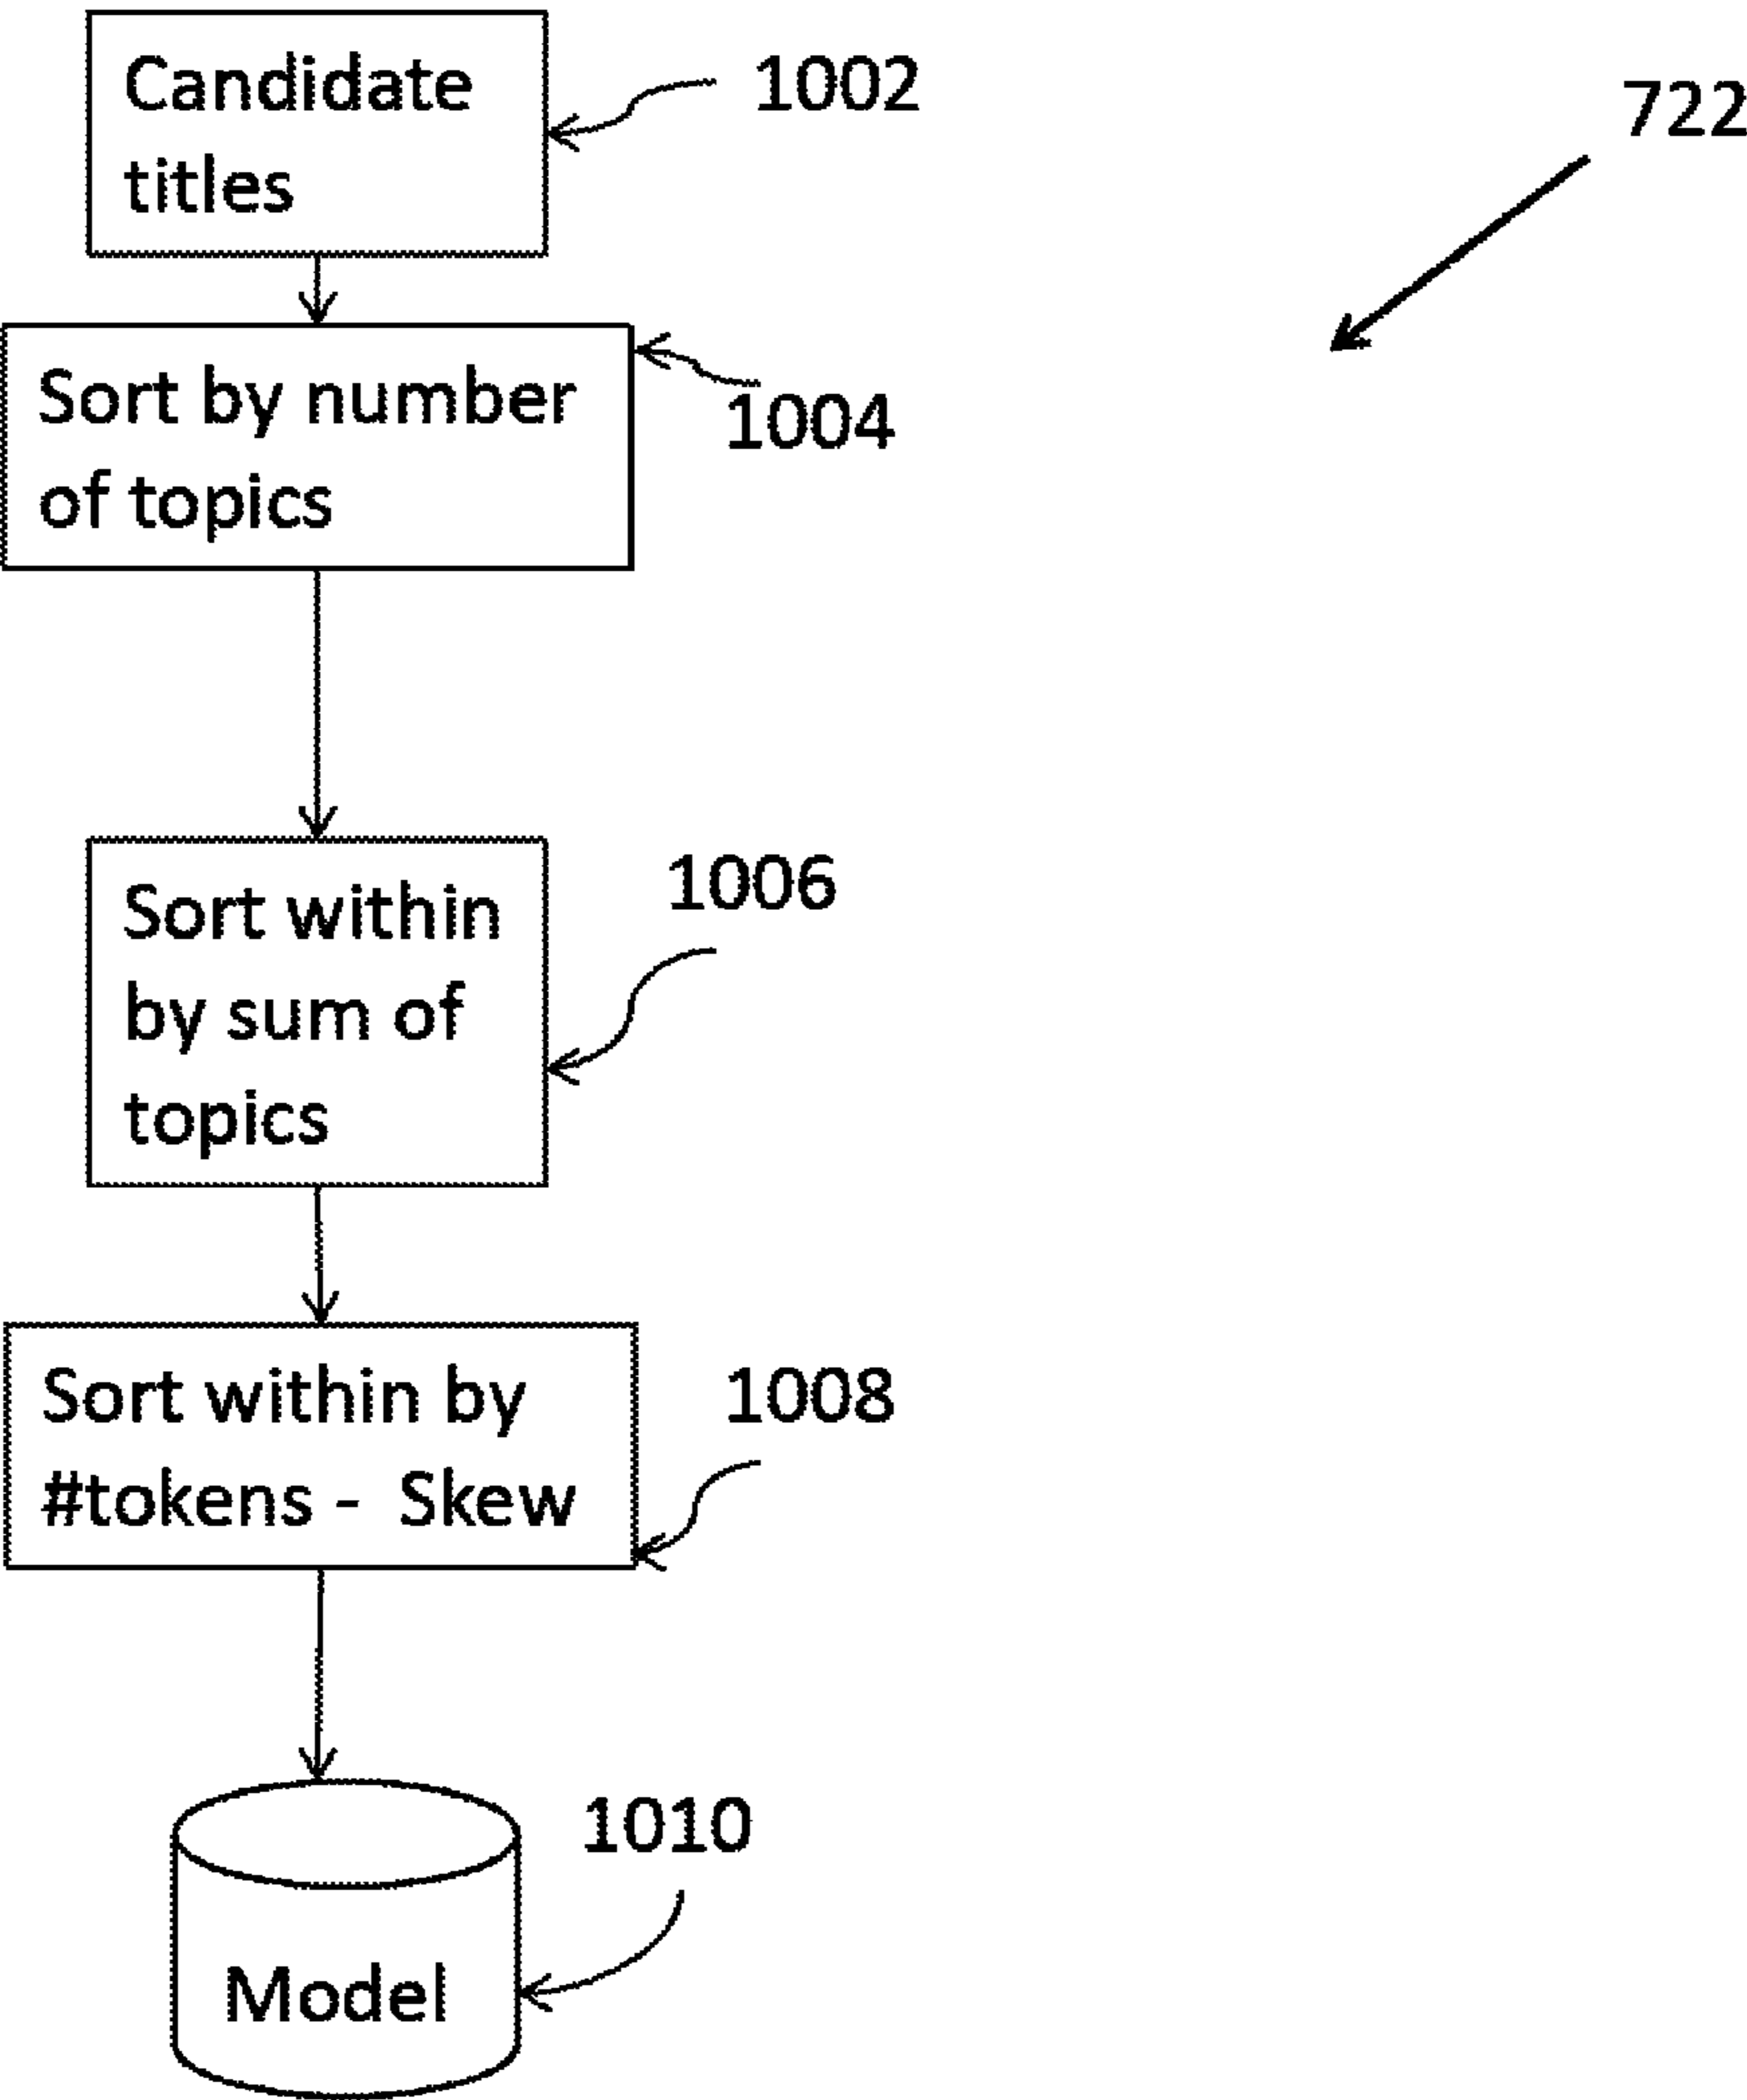 Candidate
titles
1002
722
Sort by number
of topics
1004
Sort within
by sum of
topics
1006
Sort within by
#tokens - Skew
1008
Model
1010